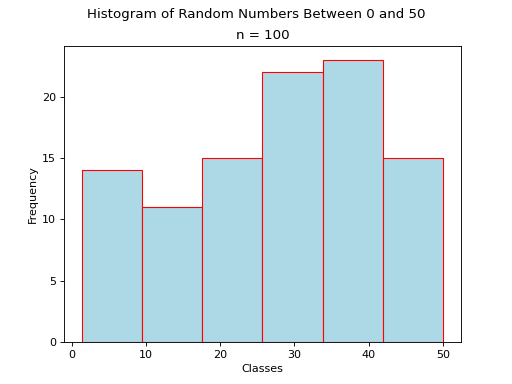 Histogram of Random Numbers Between 0 and 50
n = 100
20
15
10
5
0
Frequency
0 10 20 30 40 50
Classes